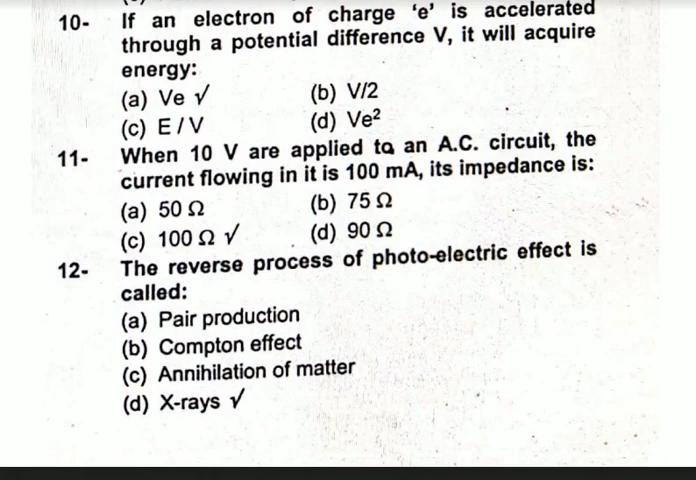 10- If an electron of charge ‘e’ is accelerated
through a potential difference V, it will acquire
energy:
(a) Ve √ (b) V/2
(c) E/V (d) Ve²
11- When 10 V are applied to an A.C. circuit, the
current flowing in it is 100 mA, its impedance is:
(a) 50 Ω (b) 75 Ω
(c) 100 Ω √ (d) 90 Ω
12- The reverse process of photo-electric effect is
called:
(a) Pair production
(b) Compton effect
(c) Annihilation of matter
(d) X-rays √